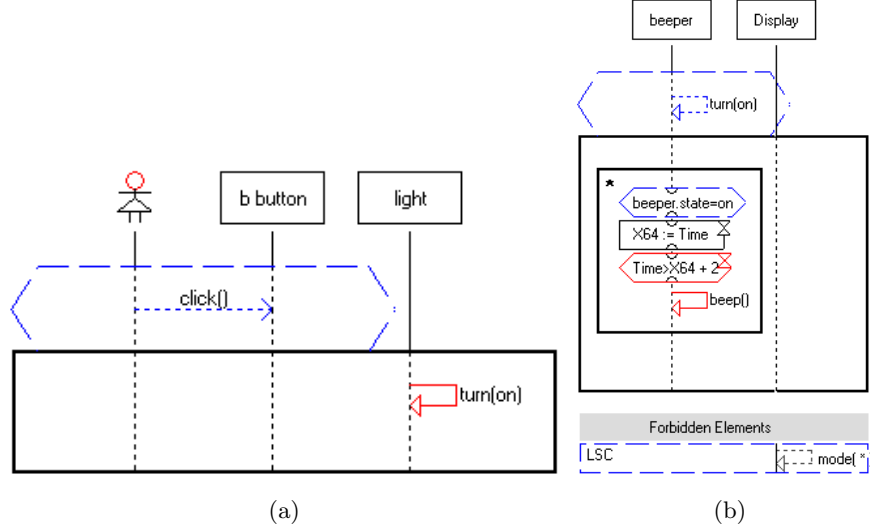 b button
light
click()
turn(on)
(a)
beeper
Display
turn(on)
*
beeper.state=on
X64 := Time
Time>X64 + 2
beep()
Forbidden Elements
LSC
mode( *
(b)